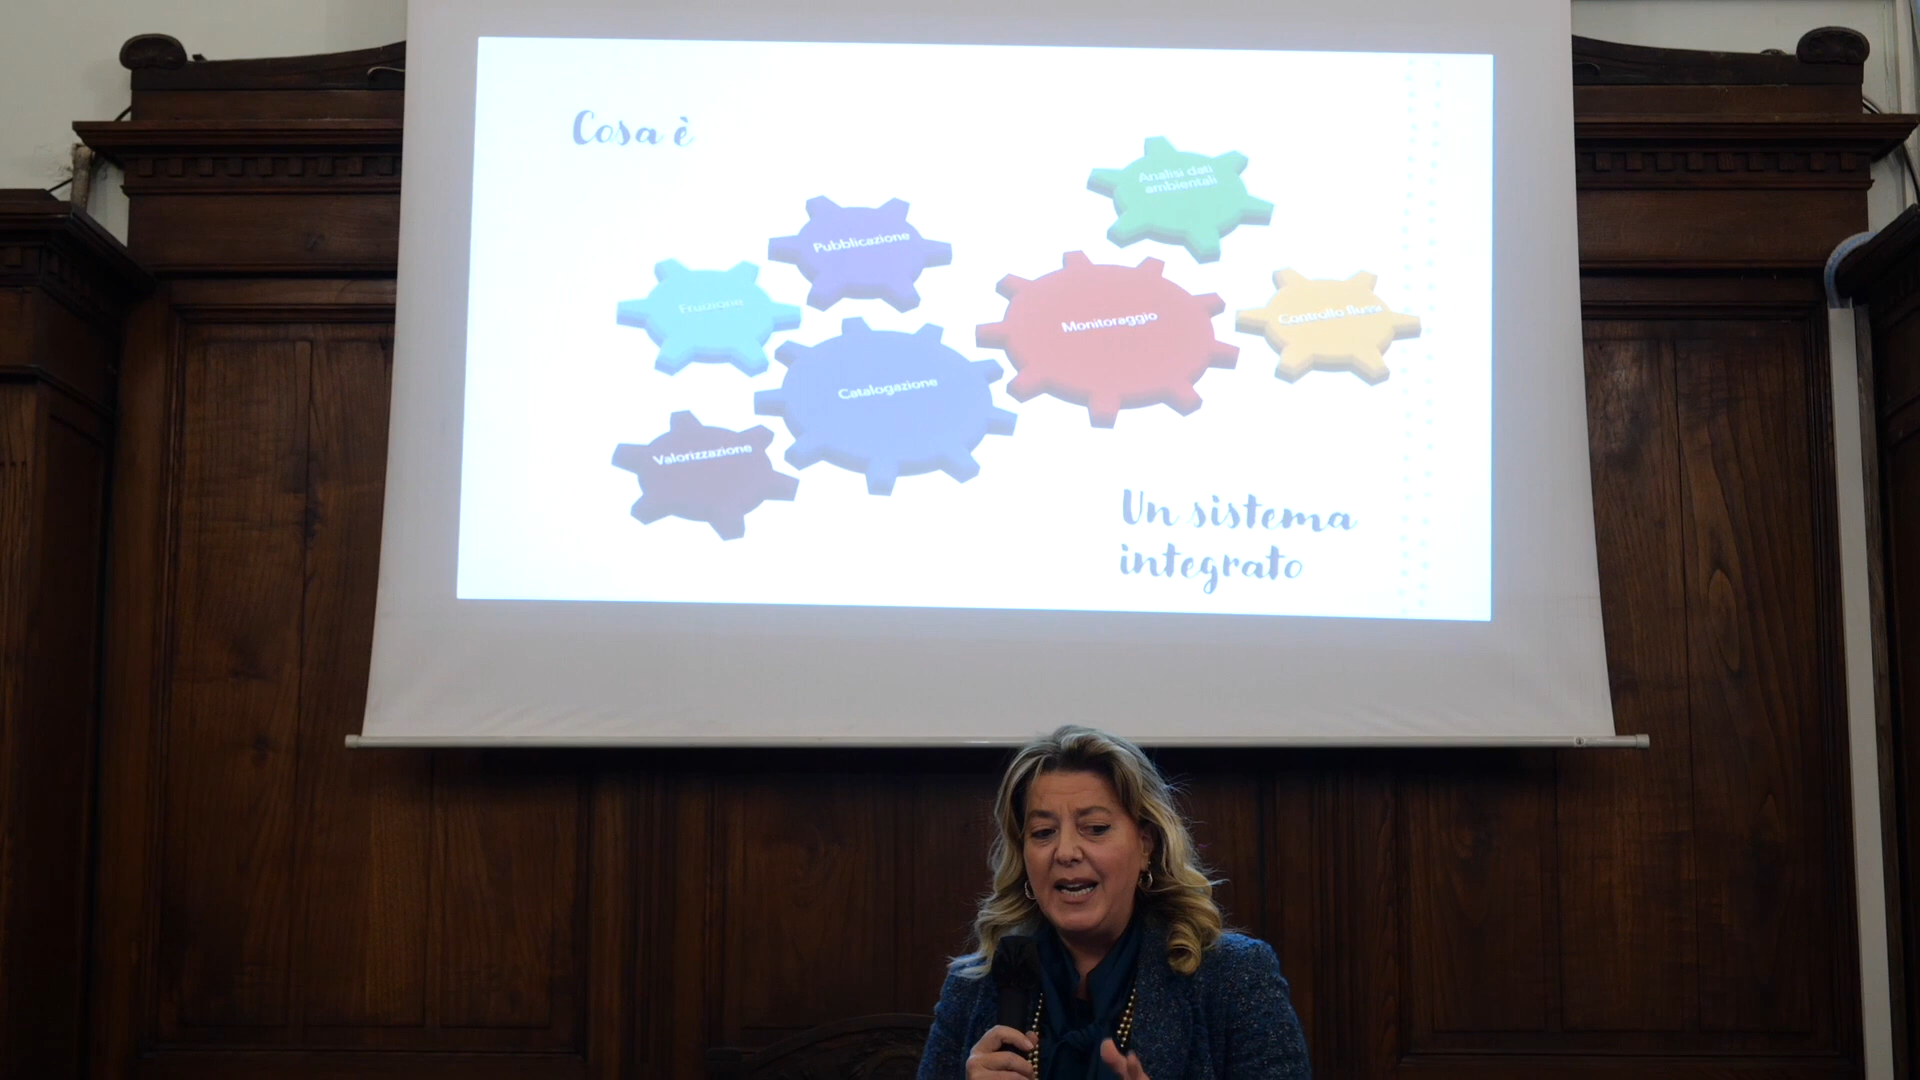 Cosa è
Analisi dati
ambientali
Pubblicazione
Fruizione
Monitoraggio
Controllo flussi
Catalogazione
Valorizzazione
Un sistema
integrato